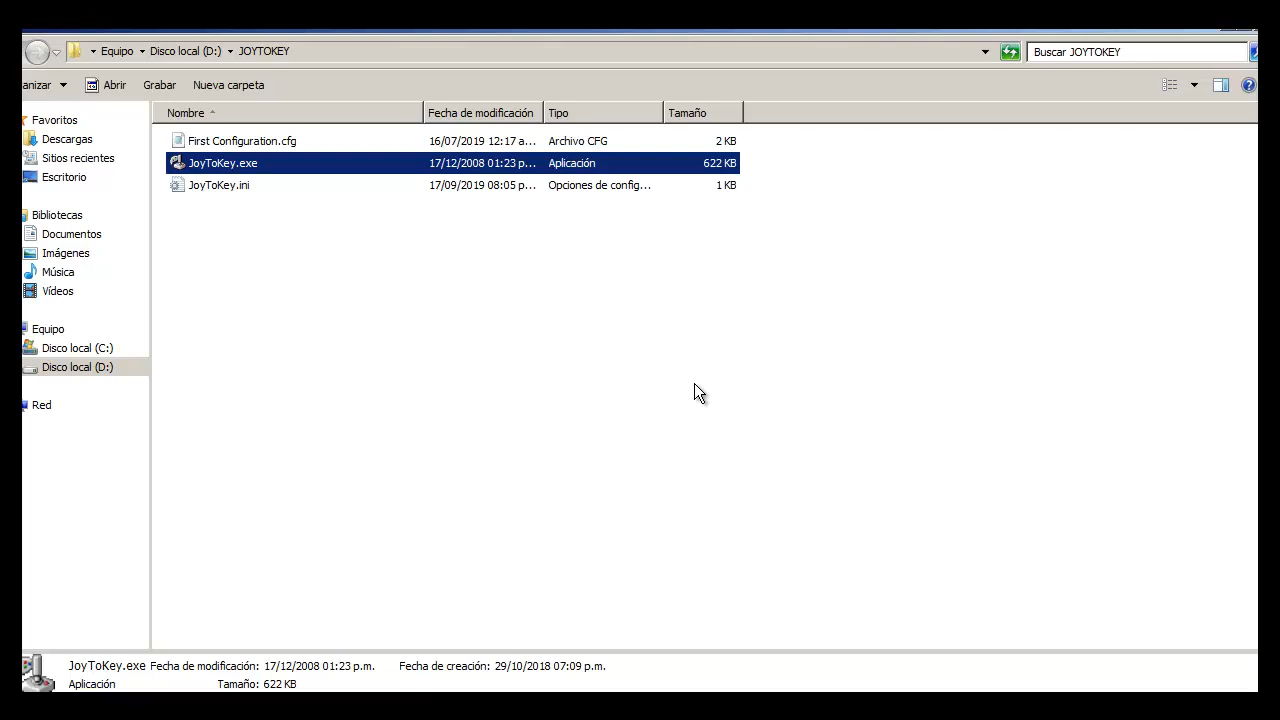 Equipo Disco local (D:) JOYTOKEY Buscar JOYTOKEY
anizar Abrir Grabar Nueva carpeta
Nombre Fecha de modificación Tipo Tamaño
First Configuration.cfg 16/07/2019 12:17 a... Archivo CFG 2 KB
JoyToKey.exe 17/12/2008 01:23 p... Aplicación 622 KB
JoyToKey.ini 17/09/2019 08:05 p... Opciones de config... 1 KB
Favoritos
Descargas
Sitios recientes
Escritorio
Bibliotecas
Documentos
Imágenes
Música
Vídeos
Equipo
Disco local (C:)
Disco local (D:)
Red
JoyToKey.exe Fecha de modificación: 17/12/2008 01:23 p.m. Fecha de creación: 29/10/2018 07:09 p.m.
Aplicación Tamaño: 622 KB